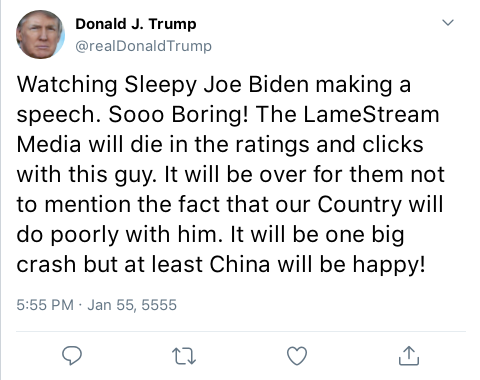 Donald J. Trump
@realDonaldTrump
Watching Sleepy Joe Biden making a
speech. Sooo Boring! The LameStream
Media will die in the ratings and clicks
with this guy. It will be over for them not
to mention the fact that our Country will
do poorly with him. It will be one big
crash but at least China will be happy!
5:55 PM · Jan 55, 5555